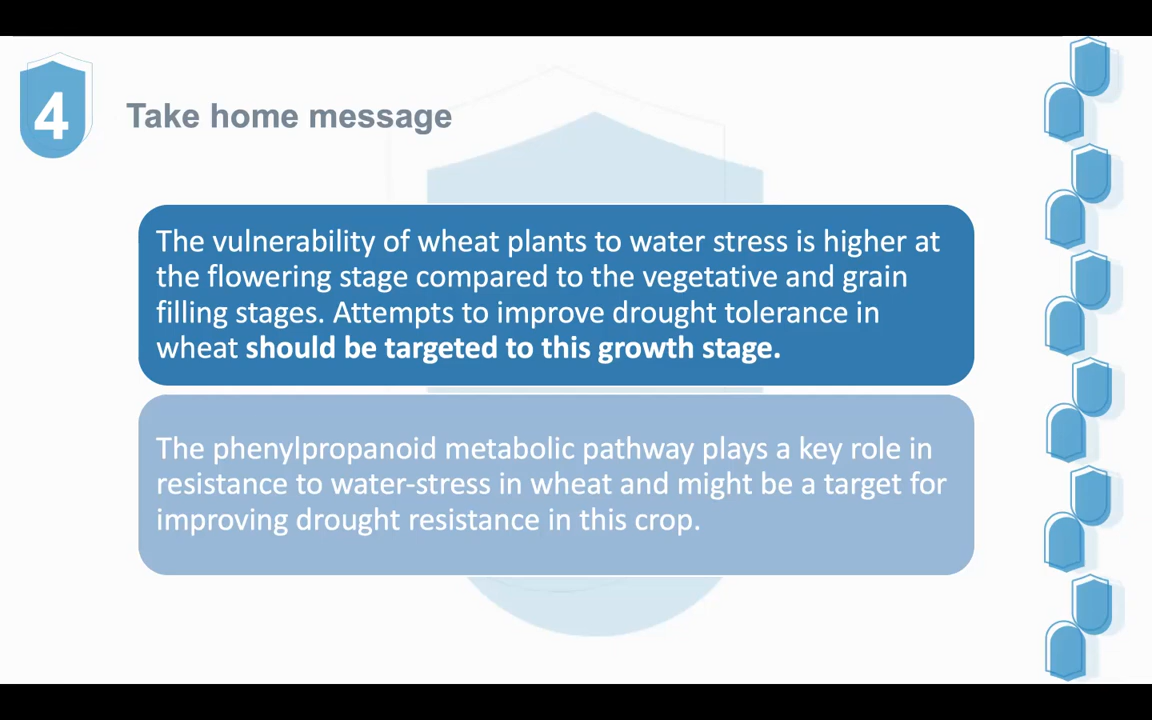 4
Take home message
The vulnerability of wheat plants to water stress is higher at
the flowering stage compared to the vegetative and grain
filling stages. Attempts to improve drought tolerance in
wheat should be targeted to this growth stage.
The phenylpropanoid metabolic pathway plays a key role in
resistance to water-stress in wheat and might be a target for
improving drought resistance in this crop.